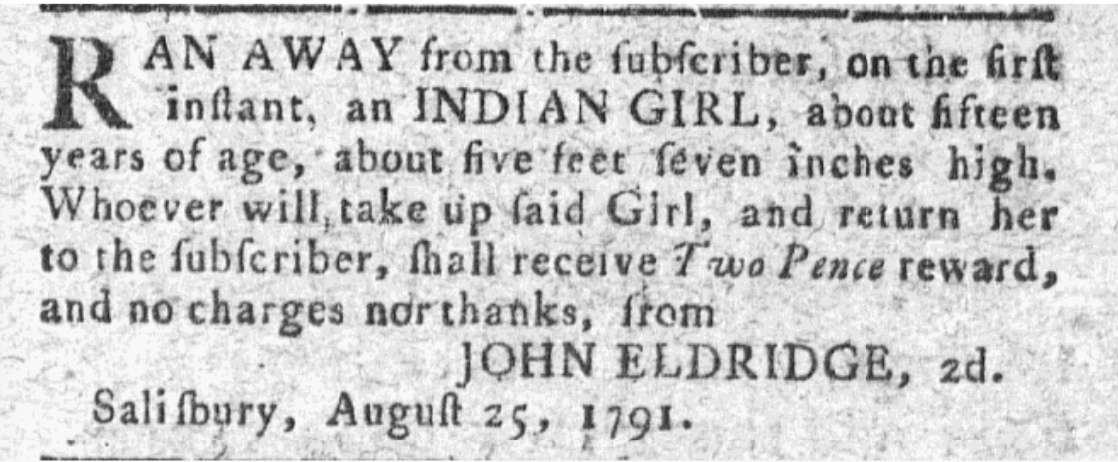 RAN AWAY from the ſubſcriber, on the firſt
inſtant, an INDIAN GIRL, about fifteen
years of age, about five feet ſeven inches high.
Whoever will take up ſaid Girl, and return her
to the ſubſcriber, ſhall receive Two Pence reward,
and no charges nor thanks, from
JOHN ELDRIDGE, 2d.
Saliſbury, Auguſt 25, 1791.